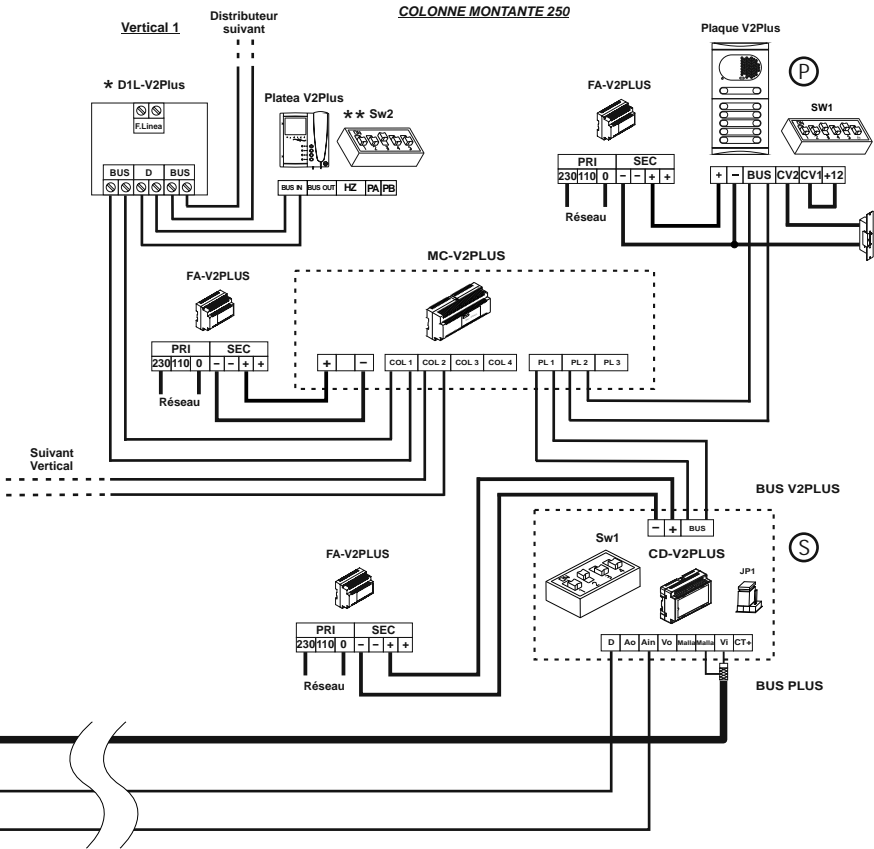 COLONNE MONTANTE 250
Vertical 1
Distributeur
suivant
Plaque V2Plus
P
* D1L-V2Plus
F.Linea
BUS D BUS
Platea V2Plus
** Sw2
BUS IN BUS OUT HZ PA PB
FA-V2PLUS
PRI SEC
230 110 0 – – + +
Réseau
SW1
+ – BUS CV2 CV1 +12
MC-V2PLUS
FA-V2PLUS
PRI SEC
230 110 0 – – + +
Réseau
+ –
COL 1 COL 2 COL 3 COL 4
PL 1 PL 2 PL 3
Suivant
Vertical
BUS V2PLUS
– + BUS
S
Sw1
CD-V2PLUS
JP1
FA-V2PLUS
PRI SEC
230 110 0 – – + +
Réseau
D Ao Ain Vo Malla Malla Vi CT+
BUS PLUS